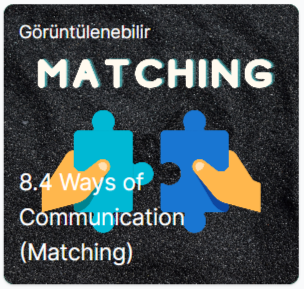 Görüntülenebilir
MATCHING
8.4 Ways of
Communication
(Matching)